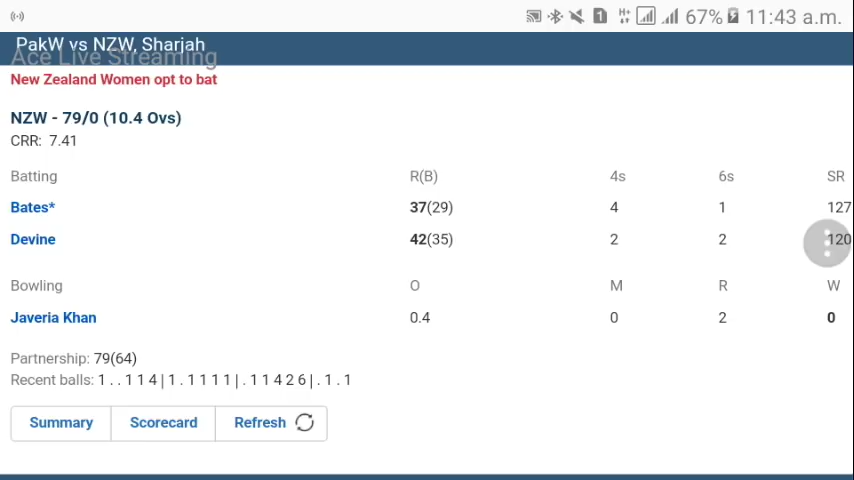 67% 11:43 a.m.
PakW vs NZW, Sharjah
Ace Live Streaming
New Zealand Women opt to bat
NZW - 79/0 (10.4 Ovs)
CRR: 7.41
Batting R(B) 4s 6s SR
Bates* 37(29) 4 1 127
Devine 42(35) 2 2 120
Bowling O M R W
Javeria Khan 0.4 0 2 0
Partnership: 79(64)
Recent balls: 1 . . 1 1 4 | 1 . 1 1 1 1 | . 1 1 4 2 6 | . 1 . 1
Summary Scorecard Refresh